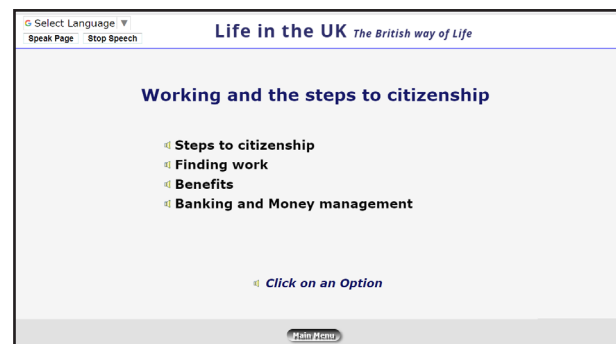 Select Language ▼
Speak Page Stop Speech
Life in the UK The British way of Life
Working and the steps to citizenship
Steps to citizenship
Finding work
Benefits
Banking and Money management
Click on an Option
Main Menu